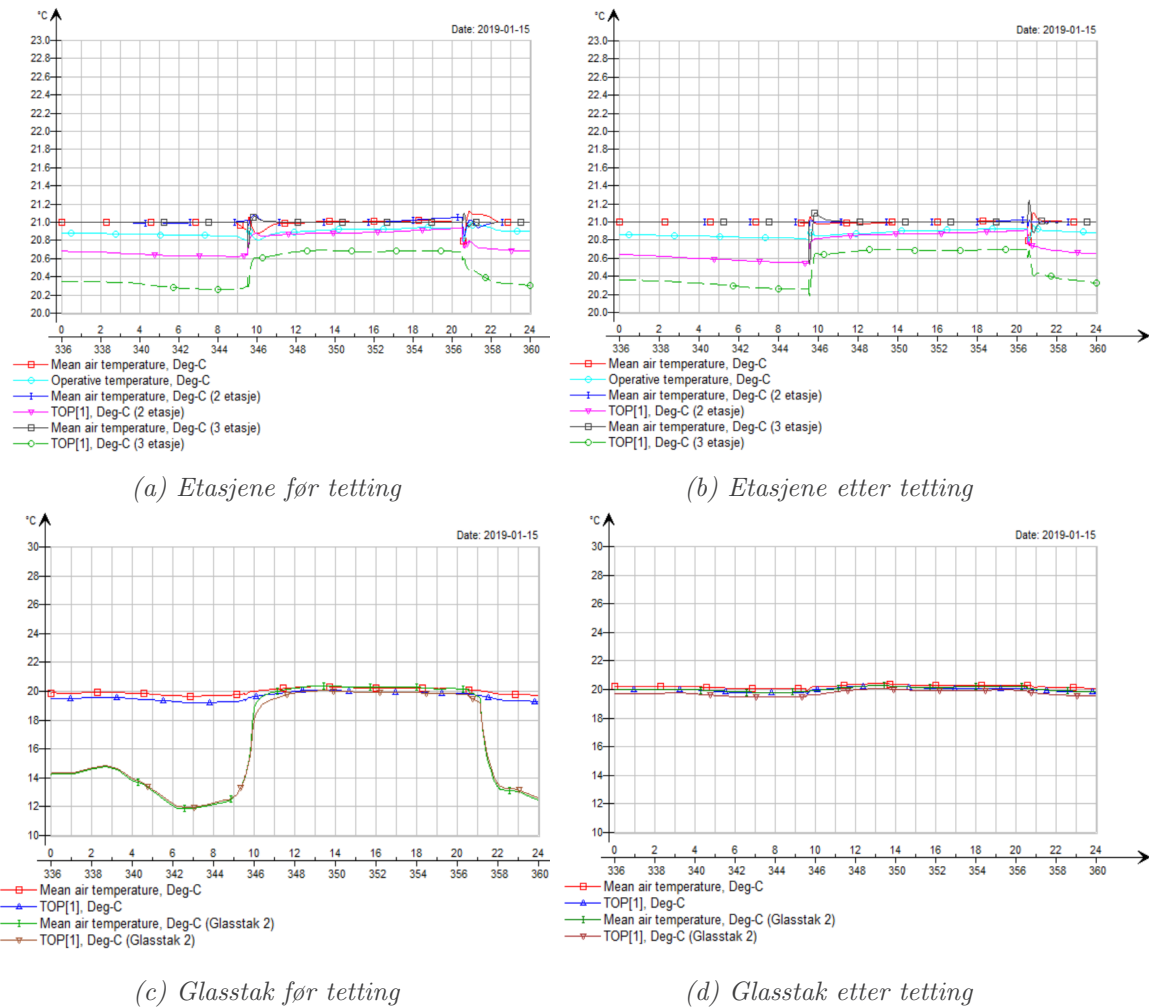 °C
Date: 2019-01-15
23.0
22.8
22.6
22.4
22.2
22.0
21.8
21.6
21.4
21.2
21.0
20.8
20.6
20.4
20.2
20.0
0 2 4 6 8 10 12 14 16 18 20 22 24
336 338 340 342 344 346 348 350 352 354 356 358 360
Mean air temperature, Deg-C
Operative temperature, Deg-C
Mean air temperature, Deg-C (2 etasje)
TOP[1], Deg-C (2 etasje)
Mean air temperature, Deg-C (3 etasje)
TOP[1], Deg-C (3 etasje)
(a) Etasjene før tetting
°C
Date: 2019-01-15
23.0
22.8
22.6
22.4
22.2
22.0
21.8
21.6
21.4
21.2
21.0
20.8
20.6
20.4
20.2
20.0
0 2 4 6 8 10 12 14 16 18 20 22 24
336 338 340 342 344 346 348 350 352 354 356 358 360
Mean air temperature, Deg-C
Operative temperature, Deg-C
Mean air temperature, Deg-C (2 etasje)
TOP[1], Deg-C (2 etasje)
Mean air temperature, Deg-C (3 etasje)
TOP[1], Deg-C (3 etasje)
(b) Etasjene etter tetting
°C
Date: 2019-01-15
30
28
26
24
22
20
18
16
14
12
10
0 2 4 6 8 10 12 14 16 18 20 22 24
336 338 340 342 344 346 348 350 352 354 356 358 360
Mean air temperature, Deg-C
TOP[1], Deg-C
Mean air temperature, Deg-C (Glasstak 2)
TOP[1], Deg-C (Glasstak 2)
(c) Glasstak før tetting
°C
Date: 2019-01-15
30
28
26
24
22
20
18
16
14
12
10
0 2 4 6 8 10 12 14 16 18 20 22 24
336 338 340 342 344 346 348 350 352 354 356 358 360
Mean air temperature, Deg-C
TOP[1], Deg-C
Mean air temperature, Deg-C (Glasstak 2)
TOP[1], Deg-C (Glasstak 2)
(d) Glasstak etter tetting